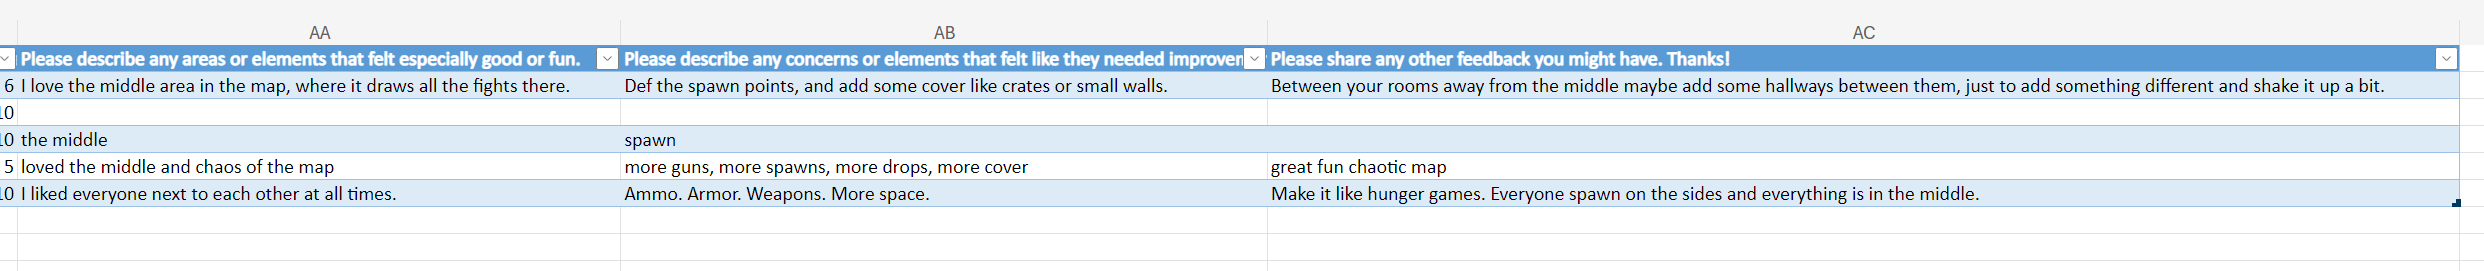 AA AB AC
Please describe any areas or elements that felt especially good or fun. Please describe any concerns or elements that felt like they needed improver Please share any other feedback you might have. Thanks!
6 I love the middle area in the map, where it draws all the fights there. Def the spawn points, and add some cover like crates or small walls. Between your rooms away from the middle maybe add some hallways between them, just to add something different and shake it up a bit.
10
10 the middle spawn
5 loved the middle and chaos of the map more guns, more spawns, more drops, more cover great fun chaotic map
10 I liked everyone next to each other at all times. Ammo. Armor. Weapons. More space. Make it like hunger games. Everyone spawn on the sides and everything is in the middle.